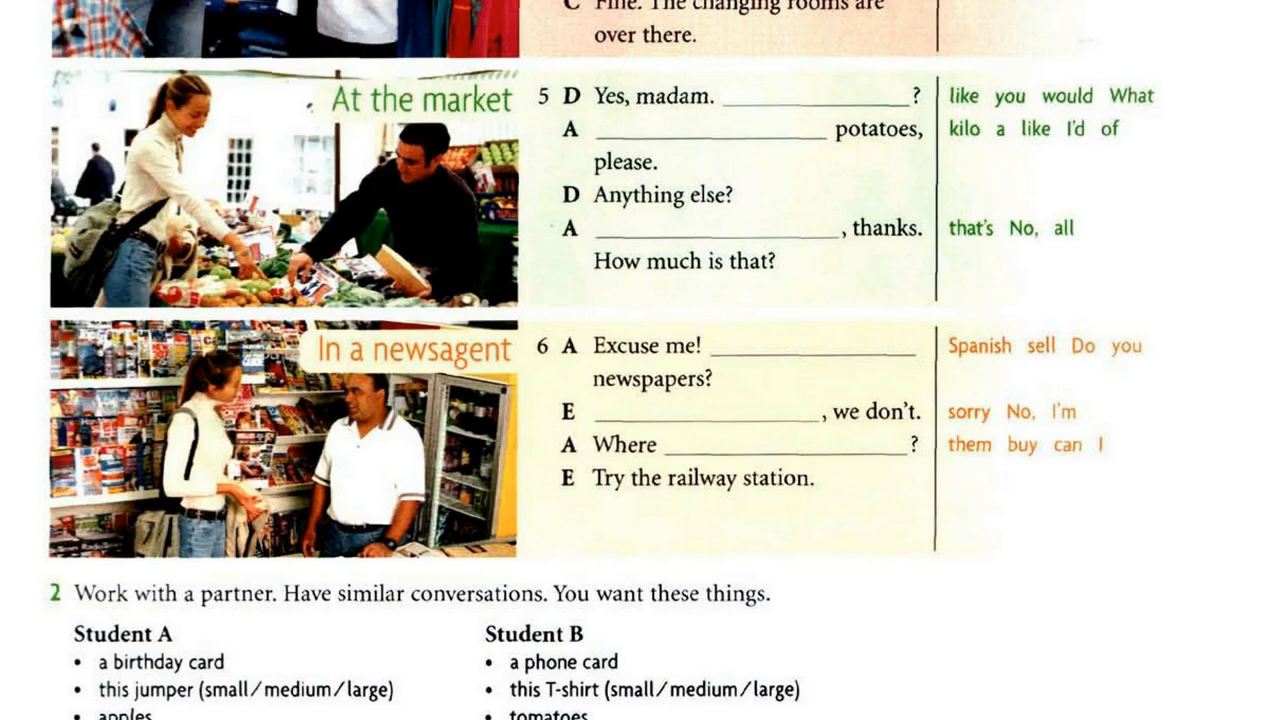 C Fine. The changing rooms are
over there.
At the market
5 D Yes, madam. ____________ ?
like you would What
A ____________ potatoes,
kilo a like I'd of
please.
D Anything else?
A ____________ , thanks.
that's No, all
How much is that?
In a newsagent
6 A Excuse me! ____________
Spanish sell Do you
newspapers?
E ____________ , we don't.
sorry No, I'm
A Where ____________ ?
them buy can I
E Try the railway station.
2 Work with a partner. Have similar conversations. You want these things.
Student A
• a birthday card
• this jumper (small/medium/large)
• apples
Student B
• a phone card
• this T-shirt (small/medium/large)
• tomatoes